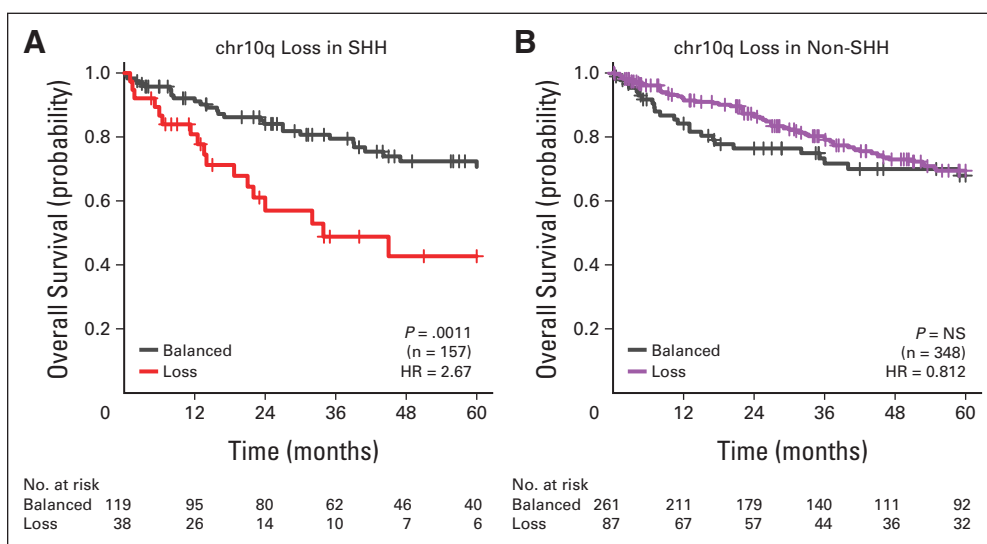 A
chr10q Loss in SHH
Overall Survival (probability)
1.0
0.8
0.6
0.4
0.2
0
12
24
36
48
60
Time (months)
Balanced
Loss
P = .0011
(n = 157)
HR = 2.67
No. at risk
Balanced 119 95 80 62 46 40
Loss 38 26 14 10 7 6
B
chr10q Loss in Non-SHH
Overall Survival (probability)
1.0
0.8
0.6
0.4
0.2
0
12
24
36
48
60
Time (months)
Balanced
Loss
P = NS
(n = 348)
HR = 0.812
No. at risk
Balanced 261 211 179 140 111 92
Loss 87 67 57 44 36 32